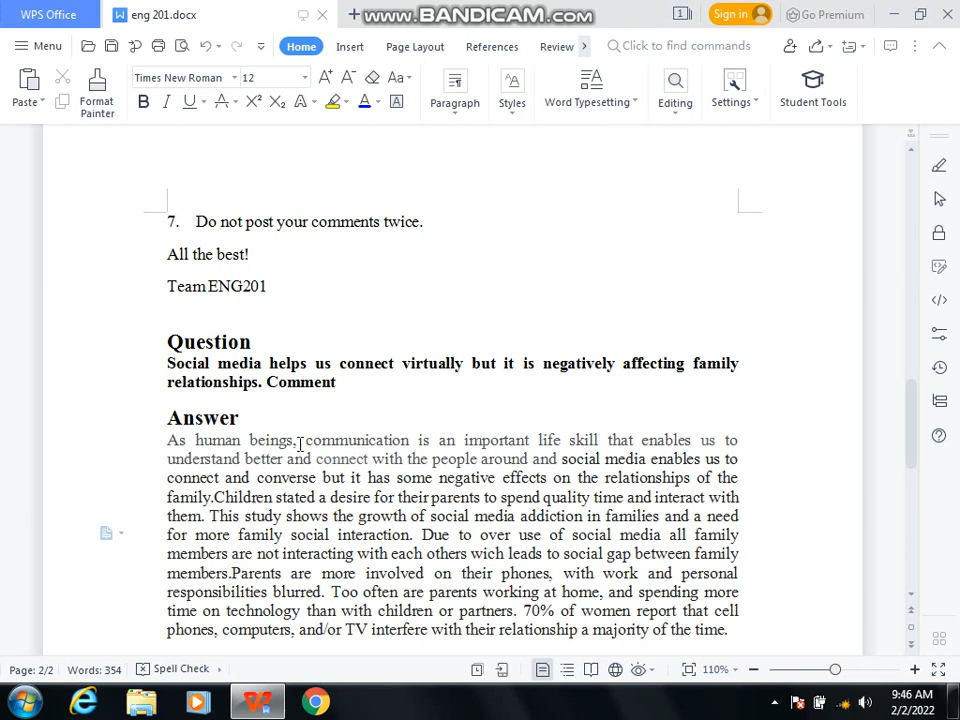 WPS Office
eng 201.docx
www.BANDICAM.com
1
Sign in
Go Premium
Menu
Home
Insert
Page Layout
References
Review
Click to find commands
Paste
Format
Painter
Times New Roman
12
Paragraph
Styles
Word Typesetting
Editing
Settings
Student Tools
7. Do not post your comments twice.
All the best!
Team ENG201
Question
Social media helps us connect virtually but it is negatively affecting family
relationships. Comment
Answer
As human beings, communication is an important life skill that enables us to
understand better and connect with the people around and social media enables us to
connect and converse but it has some negative effects on the relationships of the
family.Children stated a desire for their parents to spend quality time and interact with
them. This study shows the growth of social media addiction in families and a need
for more family social interaction. Due to over use of social media all family
members are not interacting with each others wich leads to social gap between family
members.Parents are more involved on their phones, with work and personal
responsibilities blurred. Too often are parents working at home, and spending more
time on technology than with children or partners. 70% of women report that cell
phones, computers, and/or TV interfere with their relationship a majority of the time.
Page: 2/2
Words: 354
Spell Check
110%
9:46 AM
2/2/2022